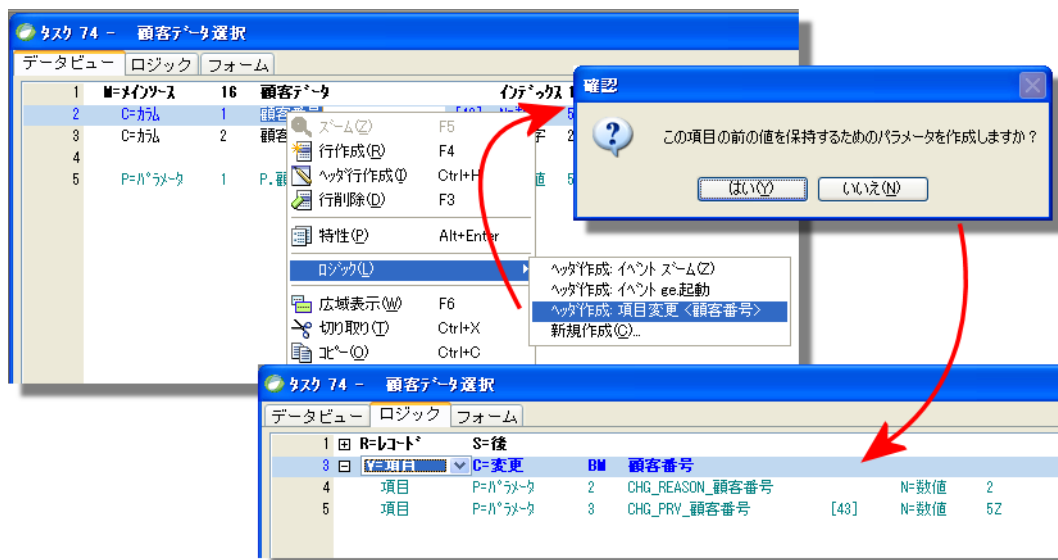 タスク 74 - 顧客データ選択
データビュー ロジック フォーム
1 M=メインソース 16 顧客データ インデックス 1
2 C=カラム 1 顧客番号
3 C=カラム 2 顧客
4
5 P=パラメータ 1 P.顧
ズーム(Z) F5
行作成(R) F4
ヘッダ行作成(I) Ctrl+H
行削除(D) F3
特性(P) Alt+Enter
ロジック(L)
広域表示(W) F6
切り取り(T) Ctrl+X
コピー(O) Ctrl+C
ヘッダ作成: イベント ズーム(Z)
ヘッダ作成: イベント ge.起動
ヘッダ作成: 項目変更 <顧客番号>
新規作成(C)...
確認
この項目の前の値を保持するためのパラメータを作成しますか?
はい(Y) いいえ(N)
タスク 74 - 顧客データ選択
データビュー ロジック フォーム
1 R=レコード S=後
3 V=項目 C=変更 BM 顧客番号
4 項目 P=パラメータ 2 CHG_REASON_顧客番号 N=数値 2
5 項目 P=パラメータ 3 CHG_PRV_顧客番号 [43] N=数値 5Z